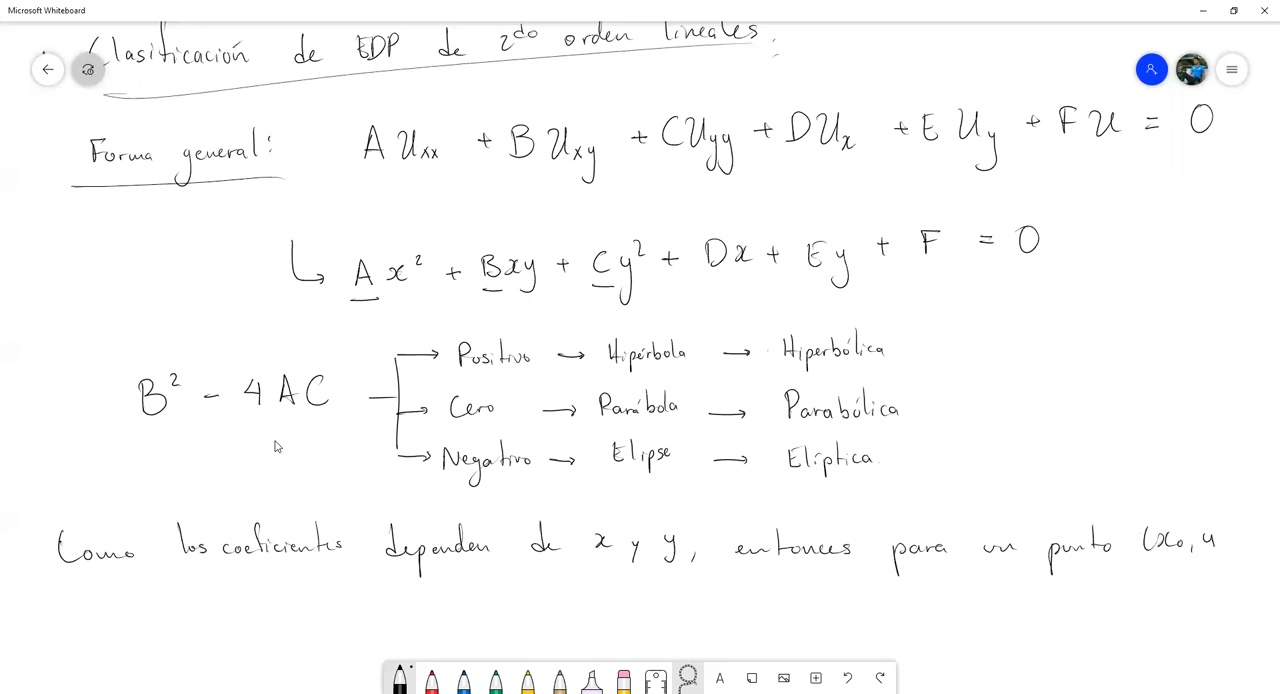 Microsoft Whiteboard
Clasificación de EDP de 2do orden lineales.
Forma general: A Uxx + B Uxy + C Uyy + D Ux + E Uy + F U = 0
A x² + Bxy + Cy² + Dx + Ey + F = 0
B² - 4AC
→ Positivo → Hipérbola → Hiperbólica
→ Cero → Parábola → Parabólica
→ Negativo → Elipse → Elíptica.
Como los coeficientes dependen de x y y, entonces para un punto (x₀, y